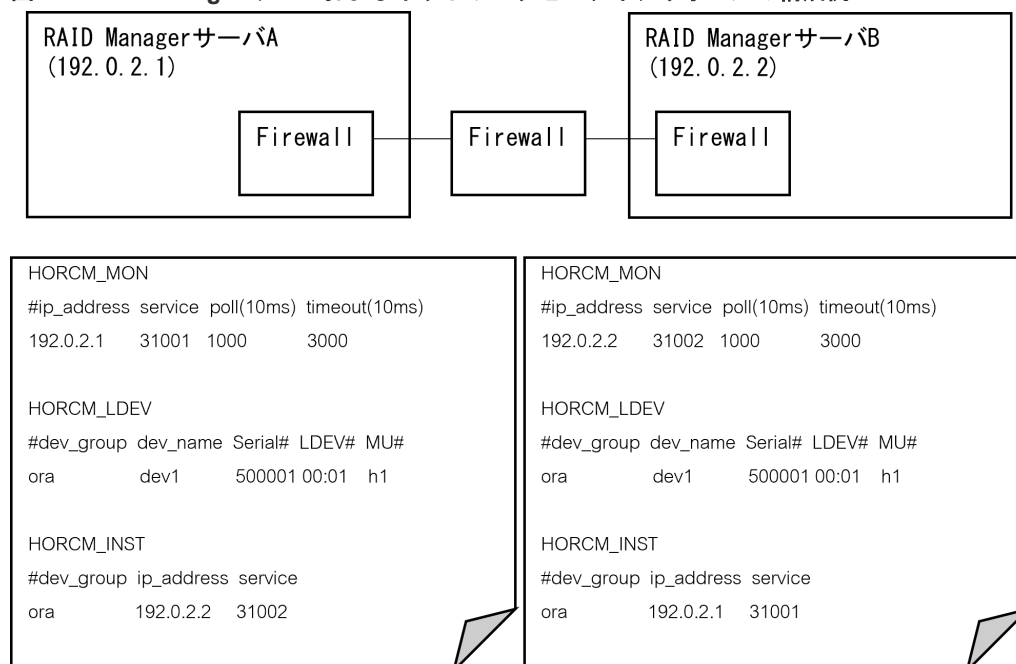 RAID ManagerサーバA
(192.0.2.1)
RAID ManagerサーバB
(192.0.2.2)
Firewall
Firewall
Firewall
HORCM_MON
#ip_address service poll(10ms) timeout(10ms)
192.0.2.1 31001 1000 3000
HORCM_LDEV
#dev_group dev_name Serial# LDEV# MU#
ora dev1 500001 00:01 h1
HORCM_INST
#dev_group ip_address service
ora 192.0.2.2 31002
HORCM_MON
#ip_address service poll(10ms) timeout(10ms)
192.0.2.2 31002 1000 3000
HORCM_LDEV
#dev_group dev_name Serial# LDEV# MU#
ora dev1 500001 00:01 h1
HORCM_INST
#dev_group ip_address service
ora 192.0.2.1 31001